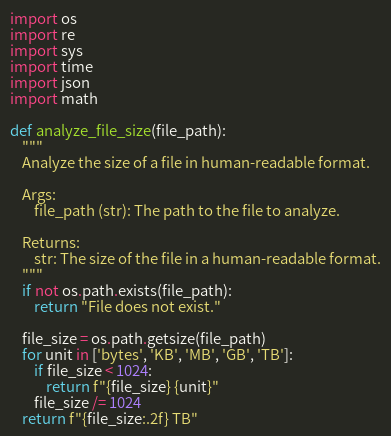 import os
import re
import sys
import time
import json
import math

def analyze_file_size(file_path):
    """
    Analyze the size of a file in human-readable format.

    Args:
        file_path (str): The path to the file to analyze.

    Returns:
        str: The size of the file in a human-readable format.
    """
    if not os.path.exists(file_path):
        return "File does not exist."

    file_size = os.path.getsize(file_path)
    for unit in ['bytes', 'KB', 'MB', 'GB', 'TB']:
        if file_size < 1024:
            return f"{file_size} {unit}"
        file_size /= 1024
    return f"{file_size:.2f} TB"